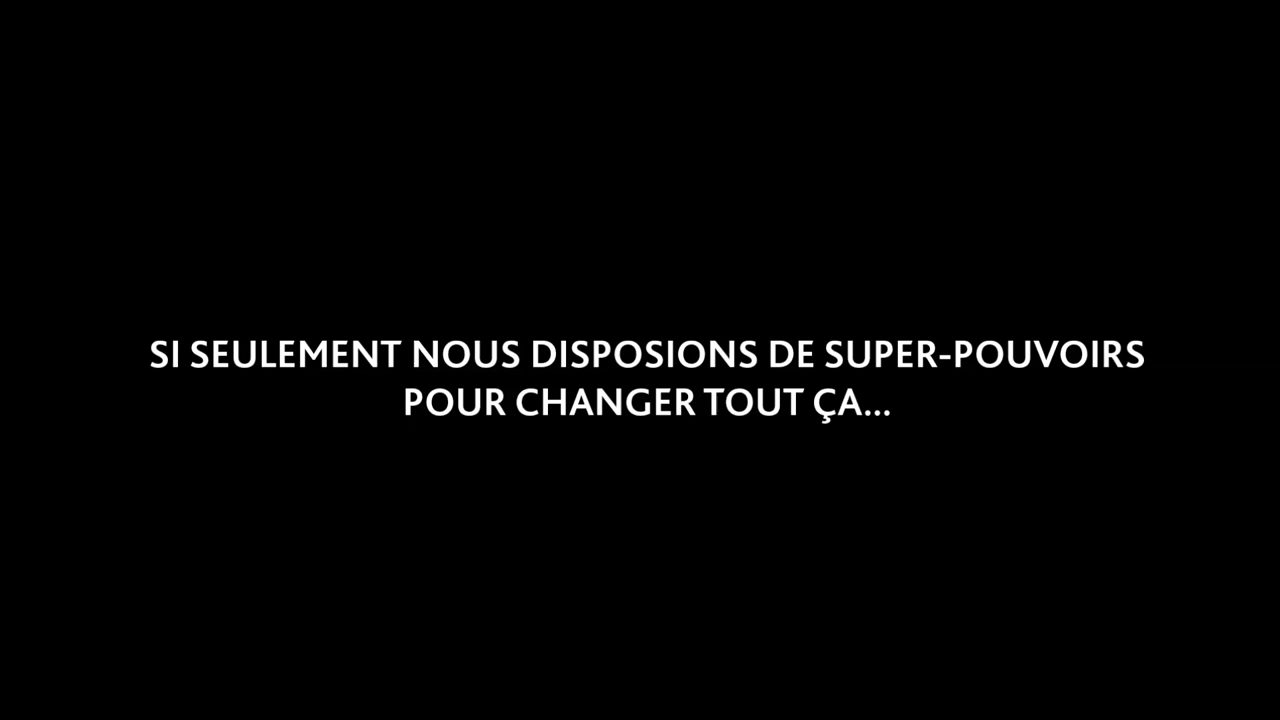 SI SEULEMENT NOUS DISPOSIONS DE SUPER-POUVOIRS
POUR CHANGER TOUT ÇA...